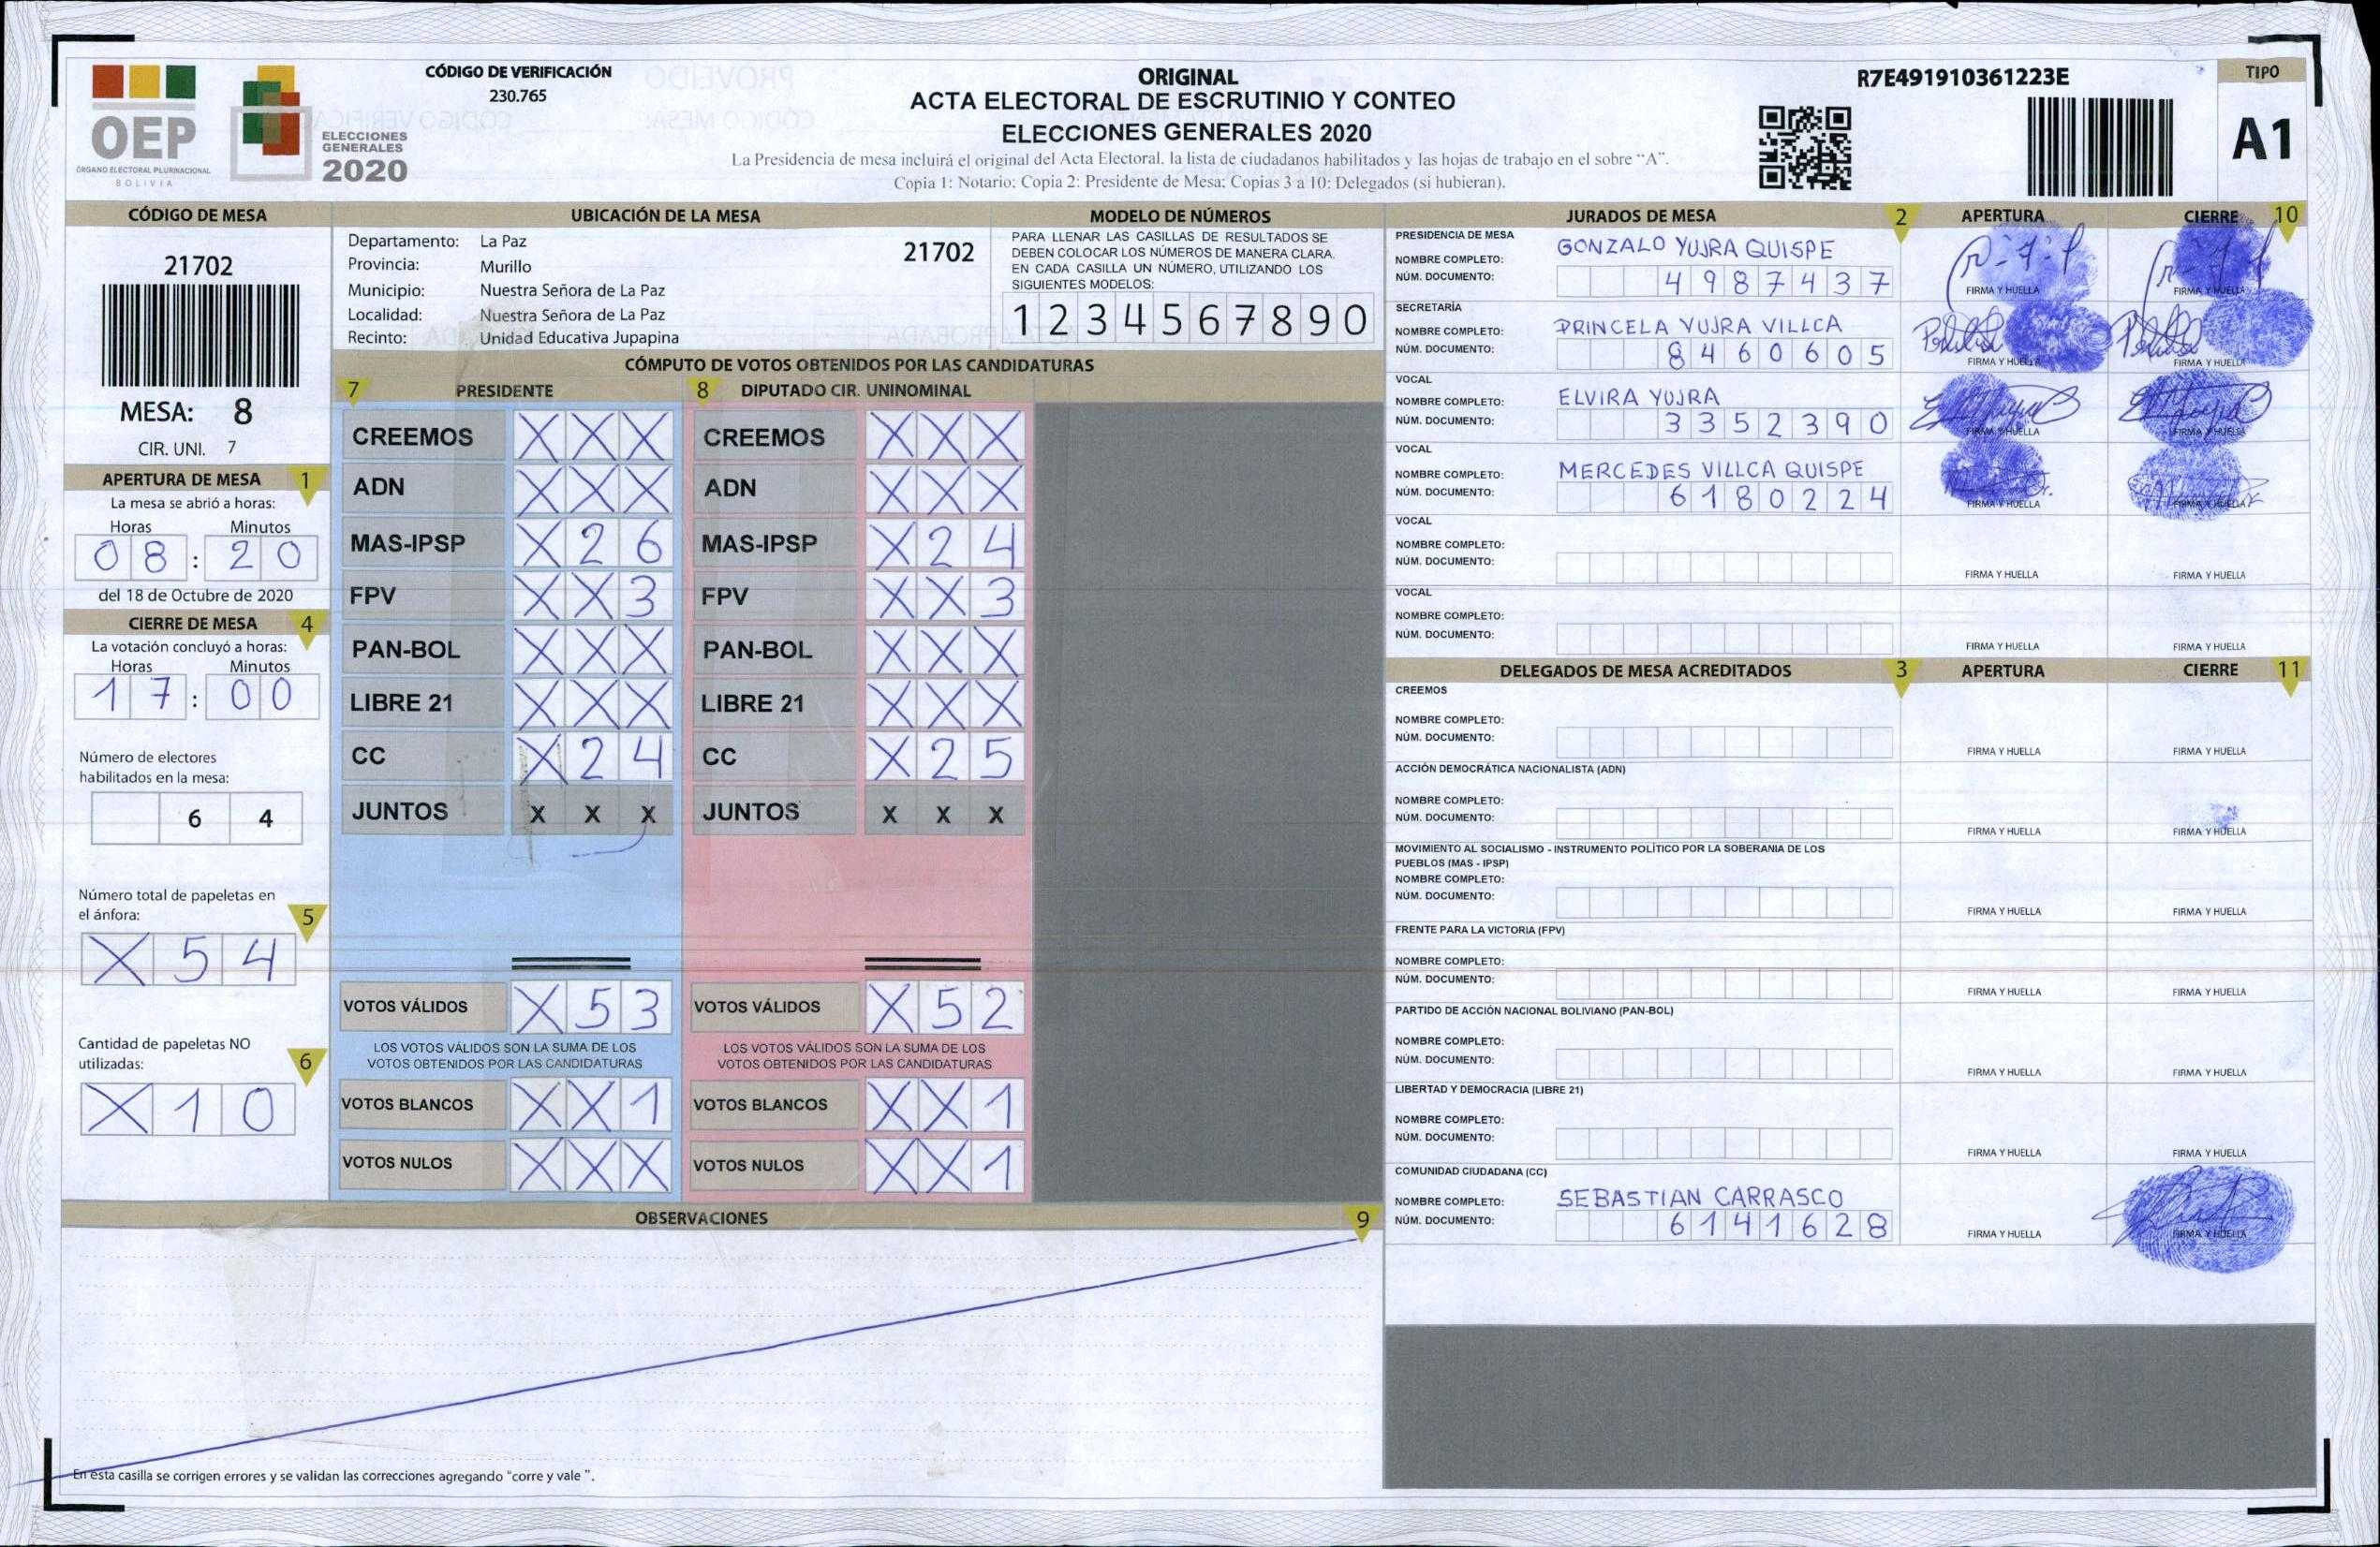 OEP
ÓRGANO ELECTORAL PLURINACIONAL
BOLIVIA
ELECCIONES
GENERALES
2020
CÓDIGO DE VERIFICACIÓN
230.765
ORIGINAL
ACTA ELECTORAL DE ESCRUTINIO Y CONTEO
ELECCIONES GENERALES 2020
La Presidencia de mesa incluirá el original del Acta Electoral, la lista de ciudadanos habilitados y las hojas de trabajo en el sobre "A".
Copia 1: Notario; Copia 2: Presidente de Mesa; Copias 3 a 10: Delegados (si hubieran).
R7E491910361223E
TIPO
A1
CÓDIGO DE MESA
21702
MESA: 8
CIR. UNI. 7
APERTURA DE MESA 1
La mesa se abrió a horas:
Horas Minutos
08 : 20
del 18 de Octubre de 2020
CIERRE DE MESA 4
La votación concluyó a horas:
Horas Minutos
17 : 00
Número de electores
habilitados en la mesa:
6 4
Número total de papeletas en
el ánfora: 5
X 5 4
Cantidad de papeletas NO
utilizadas: 6
X 1 0
UBICACIÓN DE LA MESA
Departamento: La Paz 21702
Provincia: Murillo
Municipio: Nuestra Señora de La Paz
Localidad: Nuestra Señora de La Paz
Recinto: Unidad Educativa Jupapina
MODELO DE NÚMEROS
PARA LLENAR LAS CASILLAS DE RESULTADOS SE
DEBEN COLOCAR LOS NÚMEROS DE MANERA CLARA.
EN CADA CASILLA UN NÚMERO, UTILIZANDO LOS
SIGUIENTES MODELOS:
1 2 3 4 5 6 7 8 9 0
CÓMPUTO DE VOTOS OBTENIDOS POR LAS CANDIDATURAS
7 PRESIDENTE 8 DIPUTADO CIR. UNINOMINAL
CREEMOS X X X CREEMOS X X X
ADN X X X ADN X X X
MAS-IPSP X 2 6 MAS-IPSP X 2 4
FPV X X 3 FPV X X 3
PAN-BOL X X X PAN-BOL X X X
LIBRE 21 X X X LIBRE 21 X X X
CC X 2 4 CC X 2 5
JUNTOS X X X JUNTOS X X X
VOTOS VÁLIDOS X 5 3 VOTOS VÁLIDOS X 5 2
LOS VOTOS VÁLIDOS SON LA SUMA DE LOS LOS VOTOS VÁLIDOS SON LA SUMA DE LOS
VOTOS OBTENIDOS POR LAS CANDIDATURAS VOTOS OBTENIDOS POR LAS CANDIDATURAS
VOTOS BLANCOS X X 1 VOTOS BLANCOS X X 1
VOTOS NULOS X X X VOTOS NULOS X X 1
OBSERVACIONES 9
En esta casilla se corrigen errores y se validan las correcciones agregando "corre y vale ".
JURADOS DE MESA 2 APERTURA CIERRE 10
PRESIDENCIA DE MESA
NOMBRE COMPLETO: GONZALO YUJRA QUISPE
NÚM. DOCUMENTO: 4987437 FIRMA Y HUELLA FIRMA Y HUELLA
SECRETARÍA
NOMBRE COMPLETO: PRINCELA YUJRA VILLCA
NÚM. DOCUMENTO: 8460605 FIRMA Y HUELLA FIRMA Y HUELLA
VOCAL
NOMBRE COMPLETO: ELVIRA YUJRA
NÚM. DOCUMENTO: 3352390 FIRMA Y HUELLA FIRMA Y HUELLA
VOCAL
NOMBRE COMPLETO: MERCEDES VILLCA QUISPE
NÚM. DOCUMENTO: 6180224 FIRMA Y HUELLA FIRMA Y HUELLA
VOCAL
NOMBRE COMPLETO:
NÚM. DOCUMENTO: FIRMA Y HUELLA FIRMA Y HUELLA
VOCAL
NOMBRE COMPLETO:
NÚM. DOCUMENTO: FIRMA Y HUELLA FIRMA Y HUELLA
DELEGADOS DE MESA ACREDITADOS 3 APERTURA CIERRE 11
CREEMOS
NOMBRE COMPLETO:
NÚM. DOCUMENTO: FIRMA Y HUELLA FIRMA Y HUELLA
ACCIÓN DEMOCRÁTICA NACIONALISTA (ADN)
NOMBRE COMPLETO:
NÚM. DOCUMENTO: FIRMA Y HUELLA FIRMA Y HUELLA
MOVIMIENTO AL SOCIALISMO - INSTRUMENTO POLÍTICO POR LA SOBERANIA DE LOS
PUEBLOS (MAS - IPSP)
NOMBRE COMPLETO:
NÚM. DOCUMENTO: FIRMA Y HUELLA FIRMA Y HUELLA
FRENTE PARA LA VICTORIA (FPV)
NOMBRE COMPLETO:
NÚM. DOCUMENTO: FIRMA Y HUELLA FIRMA Y HUELLA
PARTIDO DE ACCIÓN NACIONAL BOLIVIANO (PAN-BOL)
NOMBRE COMPLETO:
NÚM. DOCUMENTO: FIRMA Y HUELLA FIRMA Y HUELLA
LIBERTAD Y DEMOCRACIA (LIBRE 21)
NOMBRE COMPLETO:
NÚM. DOCUMENTO: FIRMA Y HUELLA FIRMA Y HUELLA
COMUNIDAD CIUDADANA (CC)
NOMBRE COMPLETO: SEBASTIAN CARRASCO
NÚM. DOCUMENTO: 6141628 FIRMA Y HUELLA FIRMA Y HUELLA